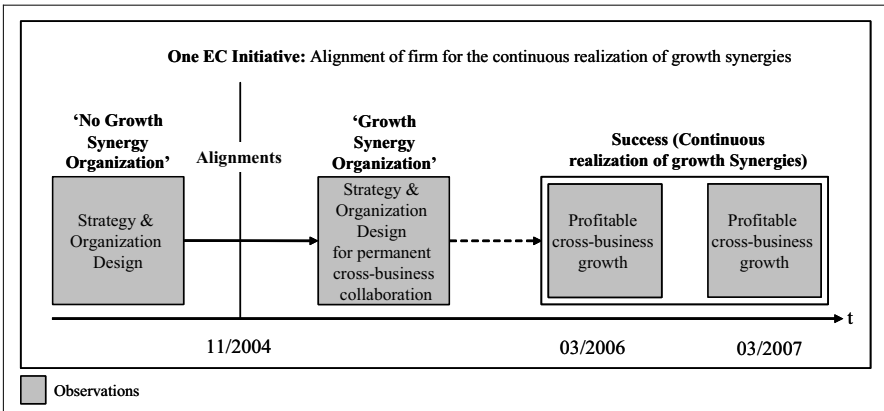 One EC Initiative: Alignment of firm for the continuous realization of growth synergies
‘No Growth
Synergy
Organization’
Alignments
‘Growth
Synergy
Organization’
Success (Continuous
realization of growth Synergies)
Strategy &
Organization
Design
Strategy &
Organization
Design
for permanent
cross-business
collaboration
Profitable
cross-business
growth
Profitable
cross-business
growth
t
11/2004
03/2006
03/2007
Observations